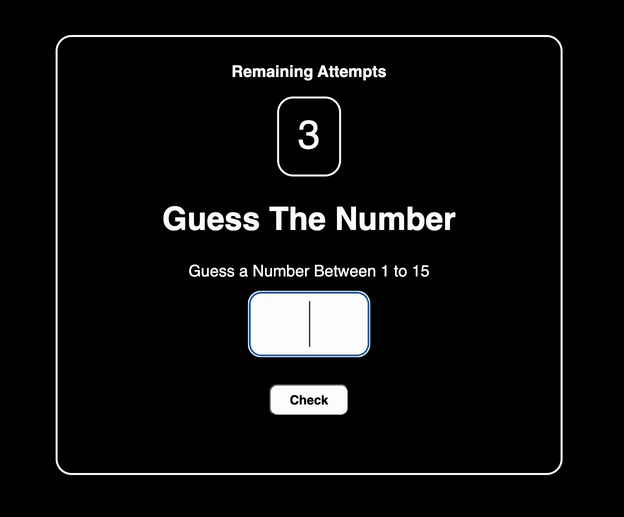 Remaining Attempts
3
Guess The Number
Guess a Number Between 1 to 15
Check